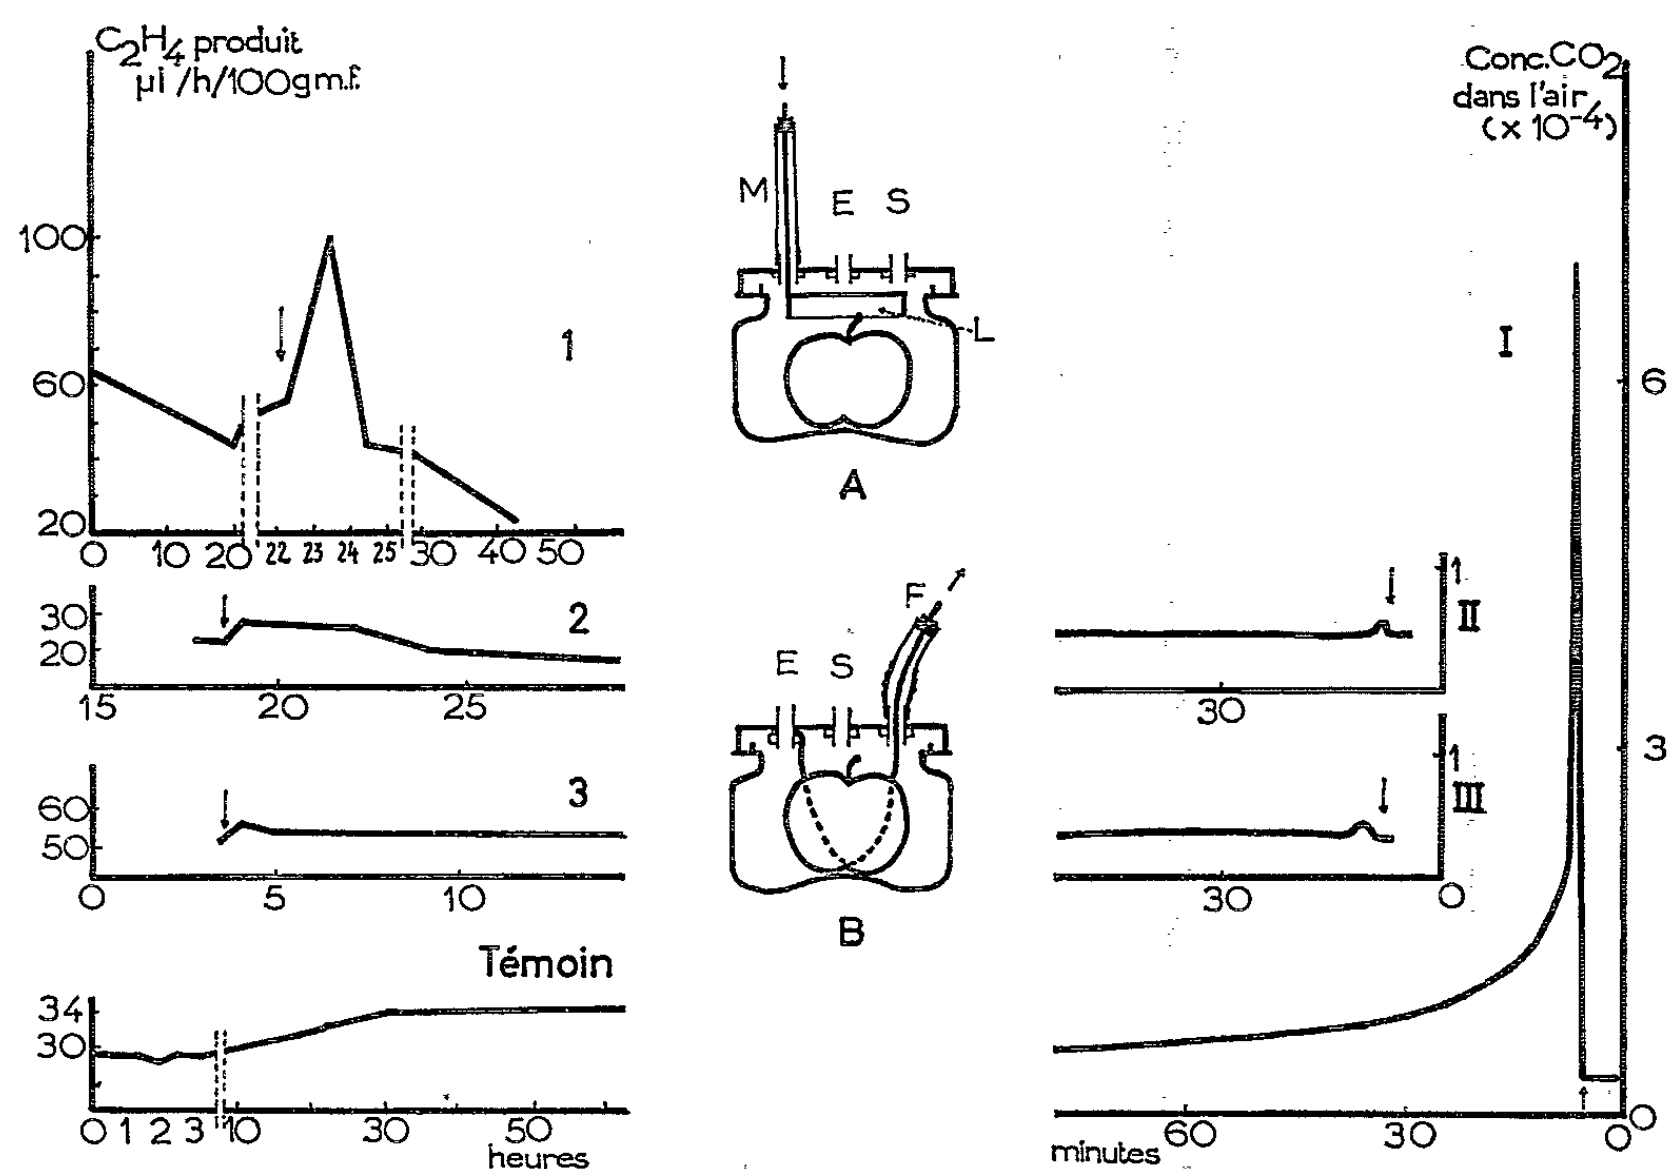 C₂H₄ produit
µl/h/100g m.f.
100
60
20
0 10 20 22 23 24 25 30 40 50
1
30
20
2
15 20 25
60
50
3
0 5 10
Témoin
34
30
0 1 2 3 10 30 50
heures
M E S
L
A
F
E S
B
Conc.CO₂
dans l'air
(x 10⁻⁴)
I
6
3
0
1
II
30
1
III
30 0
60 30 0
minutes